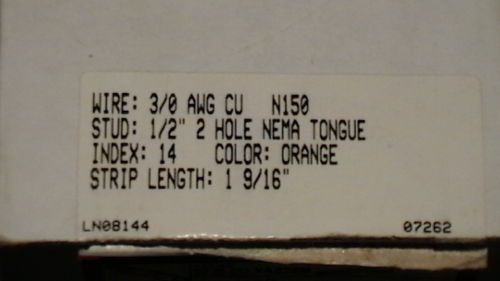 WIRE: 3/0 AWG CU N150
STUD: 1/2" 2 HOLE NEMA TONGUE
INDEX: 14 COLOR: ORANGE
STRIP LENGTH: 1 9/16"
LN08144 07262